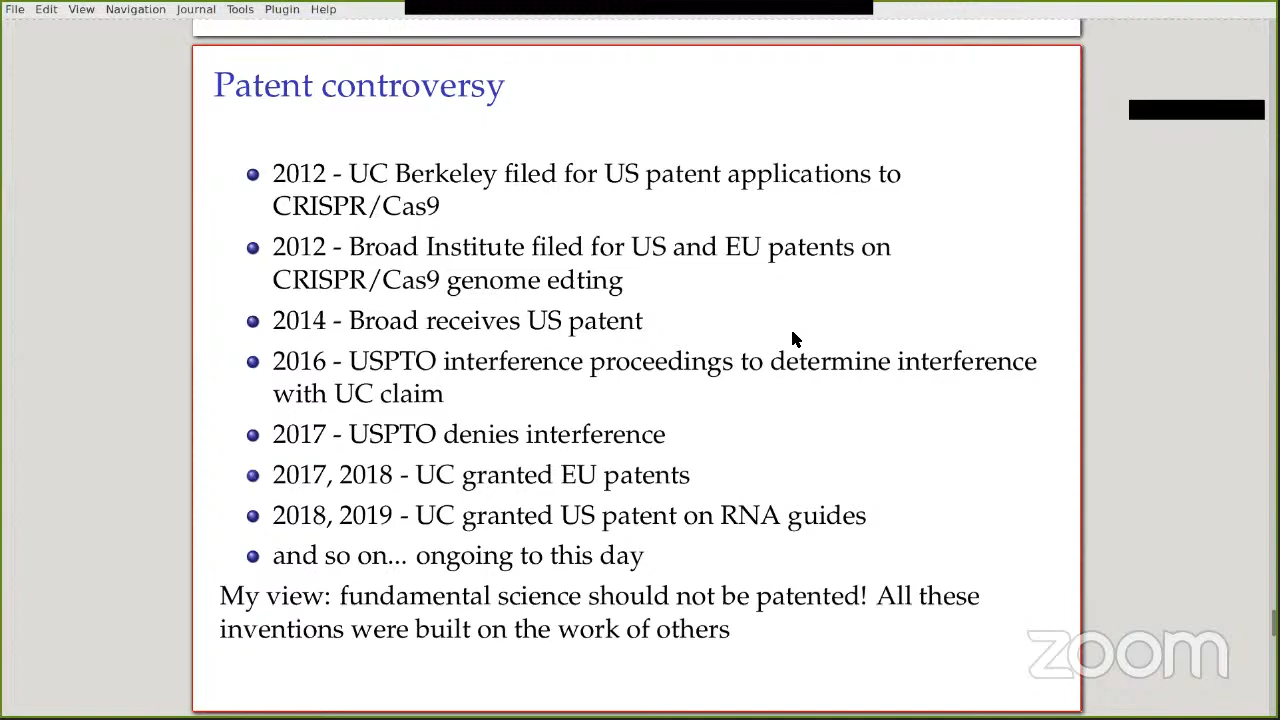 File Edit View Navigation Journal Tools Plugin Help
Patent controversy
2012 - UC Berkeley filed for US patent applications to
CRISPR/Cas9
2012 - Broad Institute filed for US and EU patents on
CRISPR/Cas9 genome edting
2014 - Broad receives US patent
2016 - USPTO interference proceedings to determine interference
with UC claim
2017 - USPTO denies interference
2017, 2018 - UC granted EU patents
2018, 2019 - UC granted US patent on RNA guides
and so on... ongoing to this day
My view: fundamental science should not be patented! All these
inventions were built on the work of others
zoom